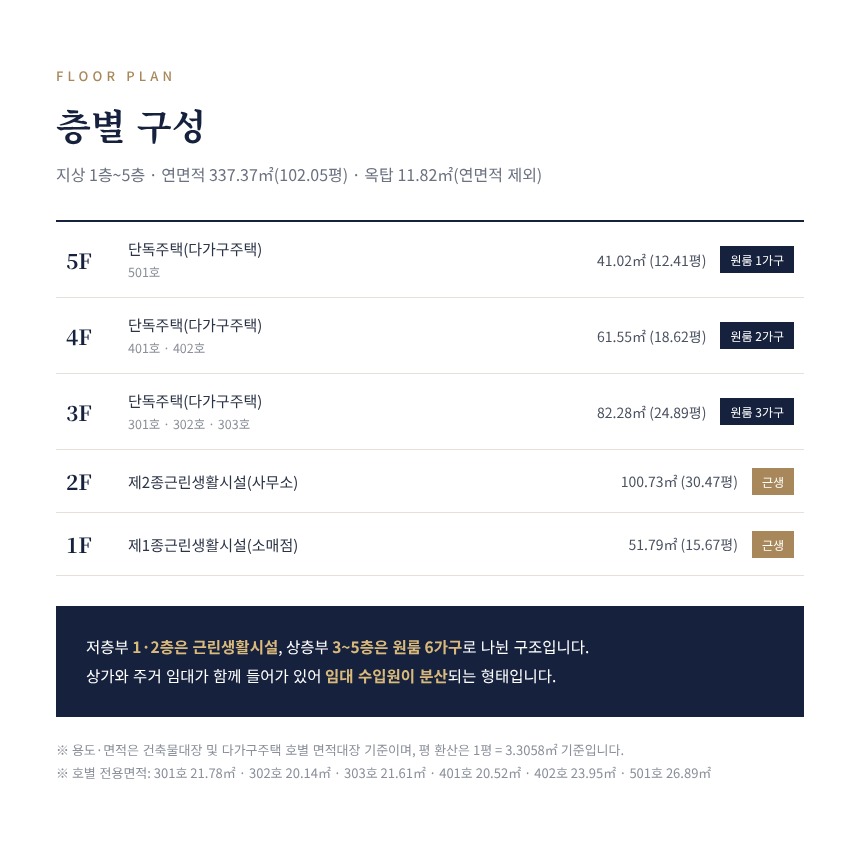 FLOOR PLAN
층별 구성
지상 1층~5층 · 연면적 337.37㎡(102.05평) · 옥탑 11.82㎡(연면적 제외)
5F 단독주택(다가구주택) 41.02㎡ (12.41평) 원룸 1가구
501호
4F 단독주택(다가구주택) 61.55㎡ (18.62평) 원룸 2가구
401호 · 402호
3F 단독주택(다가구주택) 82.28㎡ (24.89평) 원룸 3가구
301호 · 302호 · 303호
2F 제2종근린생활시설(사무소) 100.73㎡ (30.47평) 근생
1F 제1종근린생활시설(소매점) 51.79㎡ (15.67평) 근생
저층부 1·2층은 근린생활시설, 상층부 3~5층은 원룸 6가구로 나뉜 구조입니다.
상가와 주거 임대가 함께 들어가 있어 임대 수입원이 분산되는 형태입니다.
※ 용도·면적은 건축물대장 및 다가구주택 호별 면적대장 기준이며, 평 환산은 1평 = 3.3058㎡ 기준입니다.
※ 호별 전용면적: 301호 21.78㎡ · 302호 20.14㎡ · 303호 21.61㎡ · 401호 20.52㎡ · 402호 23.95㎡ · 501호 26.89㎡